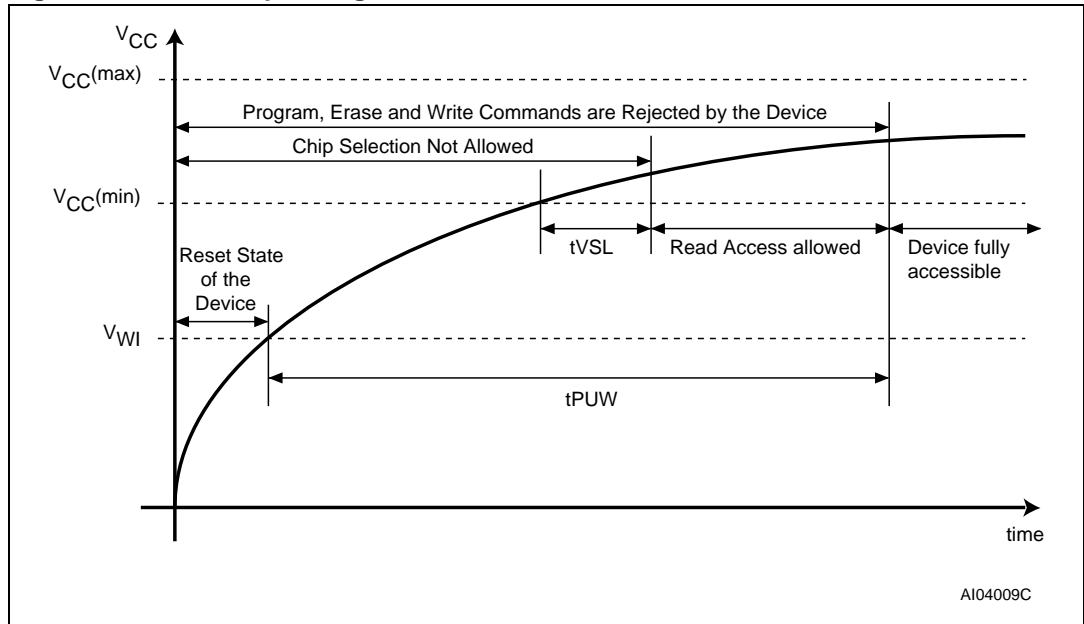 VCC
VCC(max)
Program, Erase and Write Commands are Rejected by the Device
Chip Selection Not Allowed
VCC(min)
tVSL
Read Access allowed
Device fully
accessible
Reset State
of the
Device
VWI
tPUW
time
AI04009C